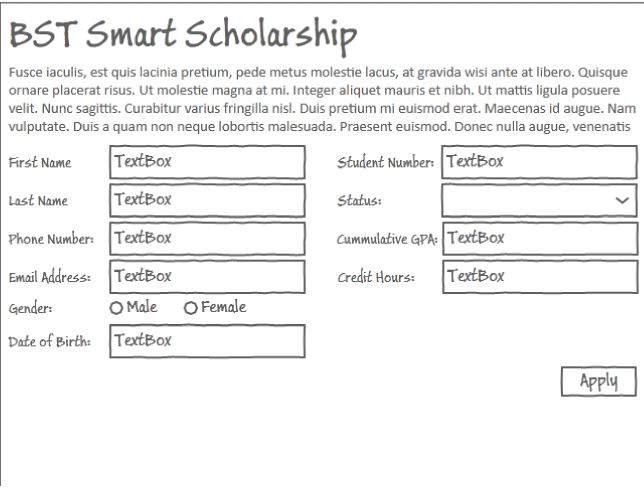 BST Smart Scholarship
Fusce iaculis, est quis lacinia pretium, pede metus molestie lacus, at gravida wisi ante at libero. Quisque
ornare placerat risus. Ut molestie magna at mi. Integer aliquet mauris et nibh. Ut mattis ligula posuere
velit. Nunc sagittis. Curabitur varius fringilla nisl. Duis pretium mi euismod erat. Maecenas id augue. Nam
vulputate. Duis a quam non neque lobortis malesuada. Praesent euismod. Donec nulla augue, venenatis
First Name TextBox Student Number: TextBox
Last Name TextBox Status:
Phone Number: TextBox Cummulative GPA: TextBox
Email Address: TextBox Credit Hours: TextBox
Gender: Male Female
Date of Birth: TextBox
Apply